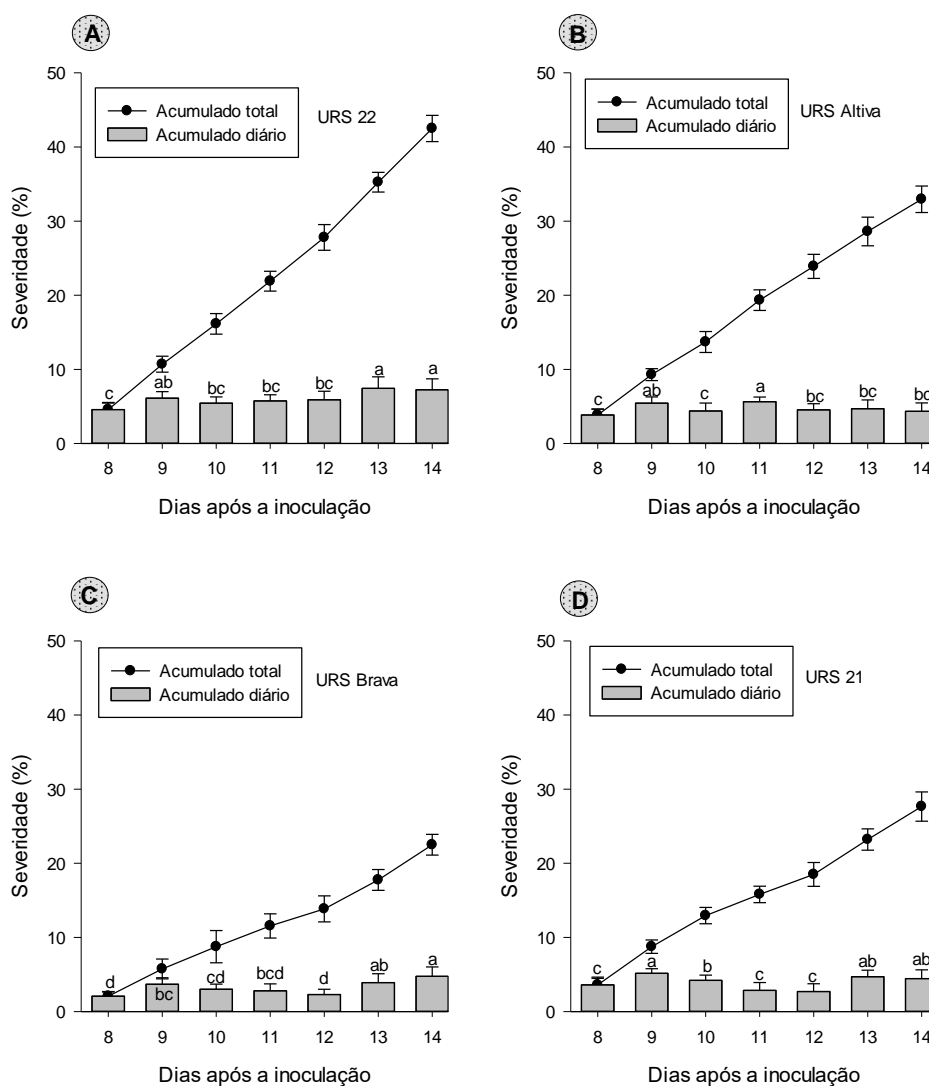 A
50
40
30
20
10
0
Severidade (%)
Acumulado total
Acumulado diário
URS 22
c ab bc bc bc a a
8 9 10 11 12 13 14
Dias após a inoculação
B
50
40
30
20
10
0
Severidade (%)
Acumulado total
Acumulado diário
URS Altiva
c ab c a bc bc bc
8 9 10 11 12 13 14
Dias após a inoculação
C
50
40
30
20
10
0
Severidade (%)
Acumulado total
Acumulado diário
URS Brava
d bc cd bcd d ab a
8 9 10 11 12 13 14
Dias após a inoculação
D
50
40
30
20
10
0
Severidade (%)
Acumulado total
Acumulado diário
URS 21
c a b c c ab ab
8 9 10 11 12 13 14
Dias após a inoculação